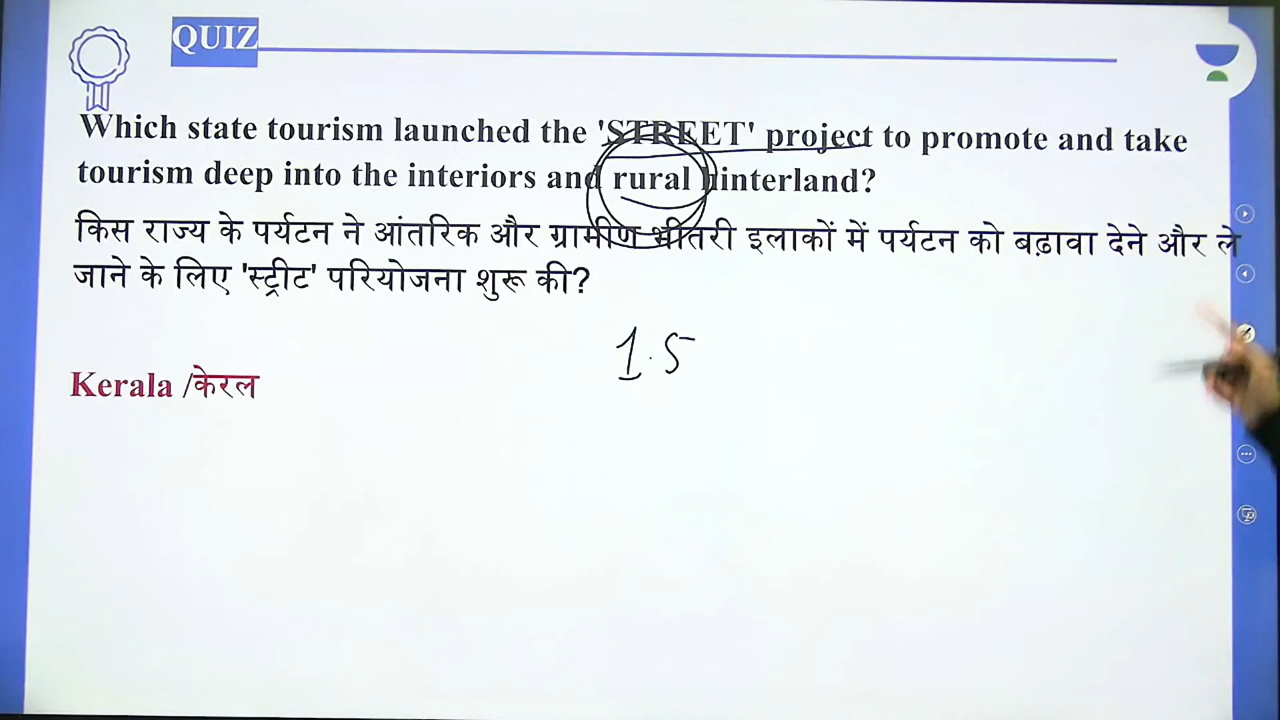 QUIZ
Which state tourism launched the 'STREET' project to promote and take
tourism deep into the interiors and rural hinterland?
किस राज्य के पर्यटन ने आंतरिक और ग्रामीण भीतरी इलाकों में पर्यटन को बढ़ावा देने और ले
जाने के लिए 'स्ट्रीट' परियोजना शुरू की?
1.5
Kerala /केरल